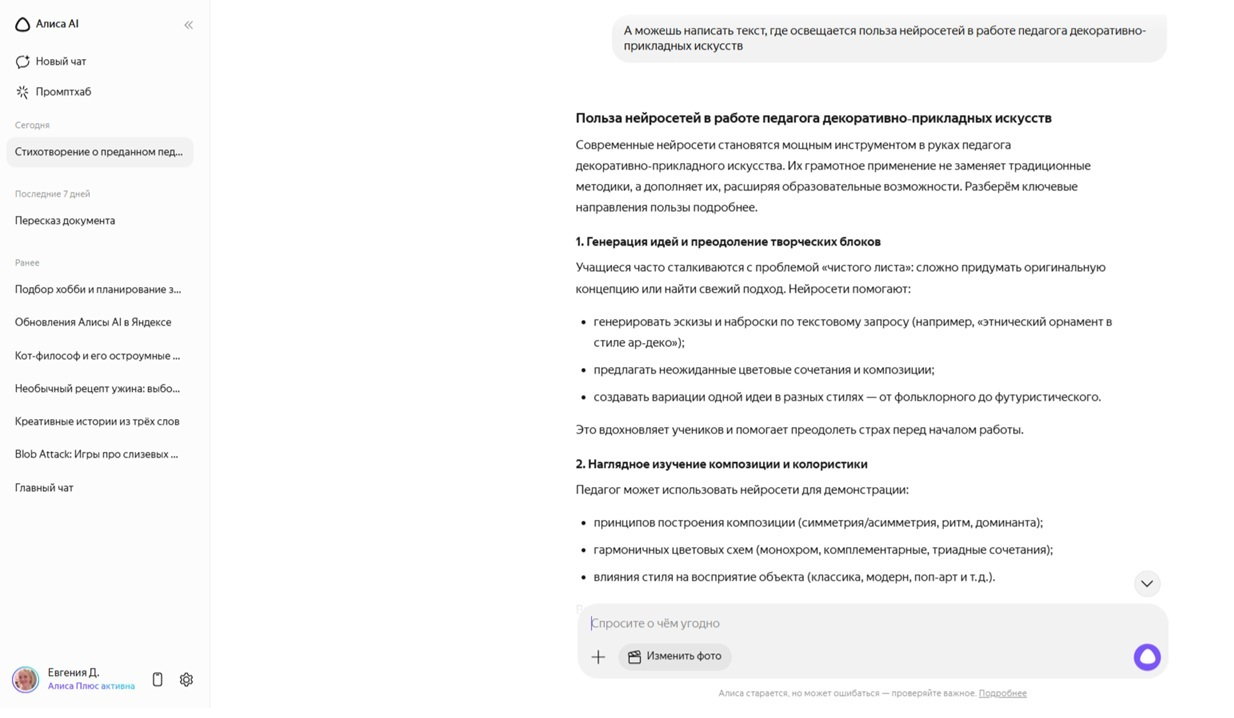 Алиса AI
Новый чат
Промптхаб
Сегодня
Стихотворение о преданном пед...
Последние 7 дней
Пересказ документа
Ранее
Подбор хобби и планирование з...
Обновления Алисы AI в Яндексе
Кот-философ и его остроумные ...
Необычный рецепт ужина: выбо...
Креативные истории из трёх слов
Blob Attack: Игры про слизевых ...
Главный чат
Евгения Д.
Алиса Плюс активна
А можешь написать текст, где освещается польза нейросетей в работе педагога декоративно-
прикладных искусств
Польза нейросетей в работе педагога декоративно-прикладных искусств
Современные нейросети становятся мощным инструментом в руках педагога
декоративно-прикладного искусства. Их грамотное применение не заменяет традиционные
методики, а дополняет их, расширяя образовательные возможности. Разберём ключевые
направления пользы подробнее.
1. Генерация идей и преодоление творческих блоков
Учащиеся часто сталкиваются с проблемой «чистого листа»: сложно придумать оригинальную
концепцию или найти свежий подход. Нейросети помогают:
• генерировать эскизы и наброски по текстовому запросу (например, «этнический орнамент в
стиле ар-деко»);
• предлагать неожиданные цветовые сочетания и композиции;
• создавать вариации одной идеи в разных стилях — от фольклорного до футуристического.
Это вдохновляет учеников и помогает преодолеть страх перед началом работы.
2. Наглядное изучение композиции и колористики
Педагог может использовать нейросети для демонстрации:
• принципов построения композиции (симметрия/асимметрия, ритм, доминанта);
• гармоничных цветовых схем (монохром, комплементарные, триадные сочетания);
• влияния стиля на восприятие объекта (классика, модерн, поп-арт и т. д.).
Спросите о чём угодно
Изменить фото
Алиса старается, но может ошибаться — проверяйте важное. Подробнее